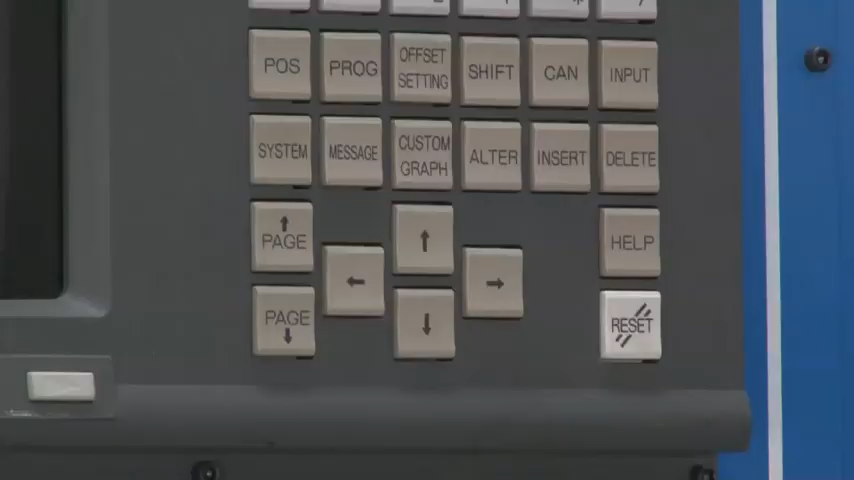 POS PROG OFFSET SETTING SHIFT CAN INPUT
SYSTEM MESSAGE CUSTOM GRAPH ALTER INSERT DELETE
↑ PAGE ↑ HELP
← →
PAGE ↓ ↓ RESET